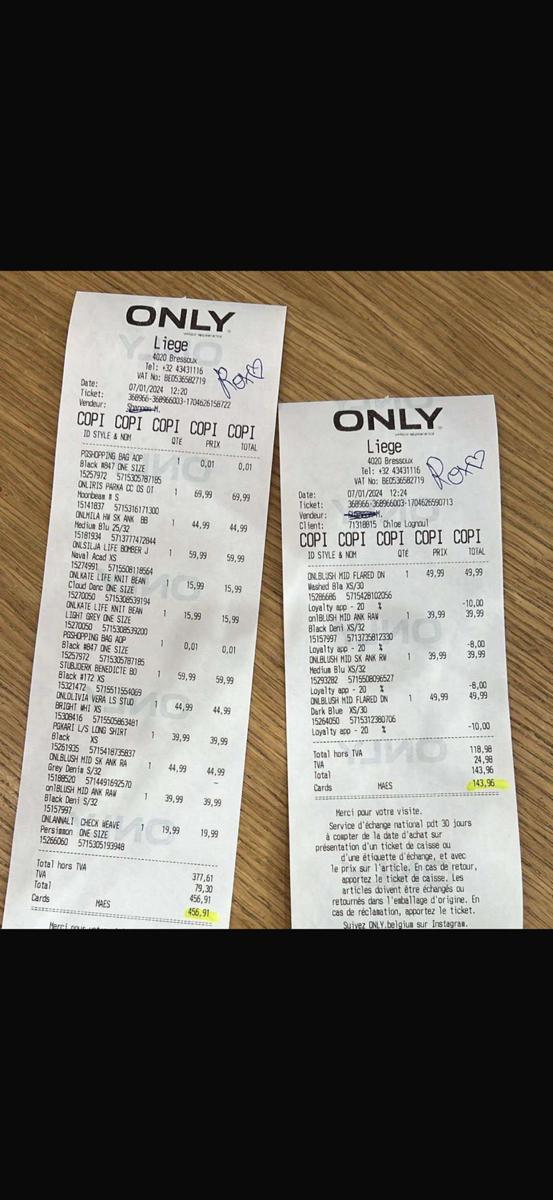 ONLY
Liege
4020 Bressoux
Tel: +32 43431116
VAT No: BE0536582719
Rox
Date: 07/01/2024 12:20
Ticket: 368966-368966003-1704626158722
Vendeur: M.
COPI COPI COPI COPI COPI
ID STYLE & NOM QTE PRIX TOTAL
PGSHOPPING BAG AOP 1 0,01 0,01
Black #847 ONE SIZE
15257972 5715305787185
ONLIRIS PARKA CC OS OT 1 69,99 69,99
Moonbeam # S
15141837 5715316171300
ONLMILA HW SK ANK BB 1 44,99 44,99
Medium Blu 25/32
15181934 5713777472844
ONLSILJA LIFE BOMBER J 1 59,99 59,99
Naval Acad XS
15274991 5715508118564
ONLKATE LIFE KNIT BEAN 1 15,99 15,99
Cloud Danc ONE SIZE
15270050 5715308539194
ONLKATE LIFE KNIT BEAN 1 15,99 15,99
LIGHT GREY ONE SIZE
15270050 5715308539200
PGSHOPPING BAG AOP 1 0,01 0,01
Black #847 ONE SIZE
15257972 5715305787185
STUBJOERK BENEDICTE BO 1 59,99 59,99
Black #172 XS
15321472 5715511554069
ONLOLIVIA VERA LS STUD 1 44,99 44,99
BRIGHT WHI XS
15308416 5715505863481
PGKARI L/S LONG SHIRT 1 39,99 39,99
Black XS
15261935 5715418735837
ONLBLUSH MID SK ANK RA 1 44,99 44,99
Grey Denim S/32
15188520 5714491692570
onlBLUSH MID ANK RAW 1 39,99 39,99
Black Deni S/32
15157997
ONLANNALI CHECK WEAVE 1 19,99 19,99
Persimmon ONE SIZE
15266060 5715305193948
Total hors TVA 377,61
TVA 79,30
Total 456,91
Cards MAES 456,91
ONLY
Liege
4020 Bressoux
Tel: +32 43431116
VAT No: BE0536582719
Rox
Date: 07/01/2024 12:24
Ticket: 368966-368966003-1704626590713
Vendeur: M.
Client: 71318815 Chloe Lognaul
COPI COPI COPI COPI COPI
ID STYLE & NOM QTÉ PRIX TOTAL
ONLBLUSH MID FLARED DN 1 49,99 49,99
Washed Bla XS/30
15286686 5715428102056
Loyalty app - 20 % -10,00
onlBLUSH MID ANK RAW 1 39,99 39,99
Black Deni XS/32
15157997 5713735812330
Loyalty app - 20 % -8,00
ONLBLUSH MID SK ANK RW 1 39,99 39,99
Medium Blu XS/32
15293282 5715508096527
Loyalty app - 20 % -8,00
ONLBLUSH MID FLARED DN 1 49,99 49,99
Dark Blue XS/30
15264050 5715312380706
Loyalty app - 20 % -10,00
Total hors TVA 118,98
TVA 24,98
Total 143,96
Cards MAES 143,96
Merci pour votre visite.
Service d'échange national pdt 30 jours
à compter de la date d'achat sur
présentation d'un ticket de caisse ou
d'une étiquette d'échange, et avec
le prix sur l'article. En cas de retour,
apportez le ticket de caisse. Les
articles doivent être échangés ou
retournés dans l'emballage d'origine. En
cas de réclamation, apportez le ticket.
Suivez ONLY.belgium sur Instagram.